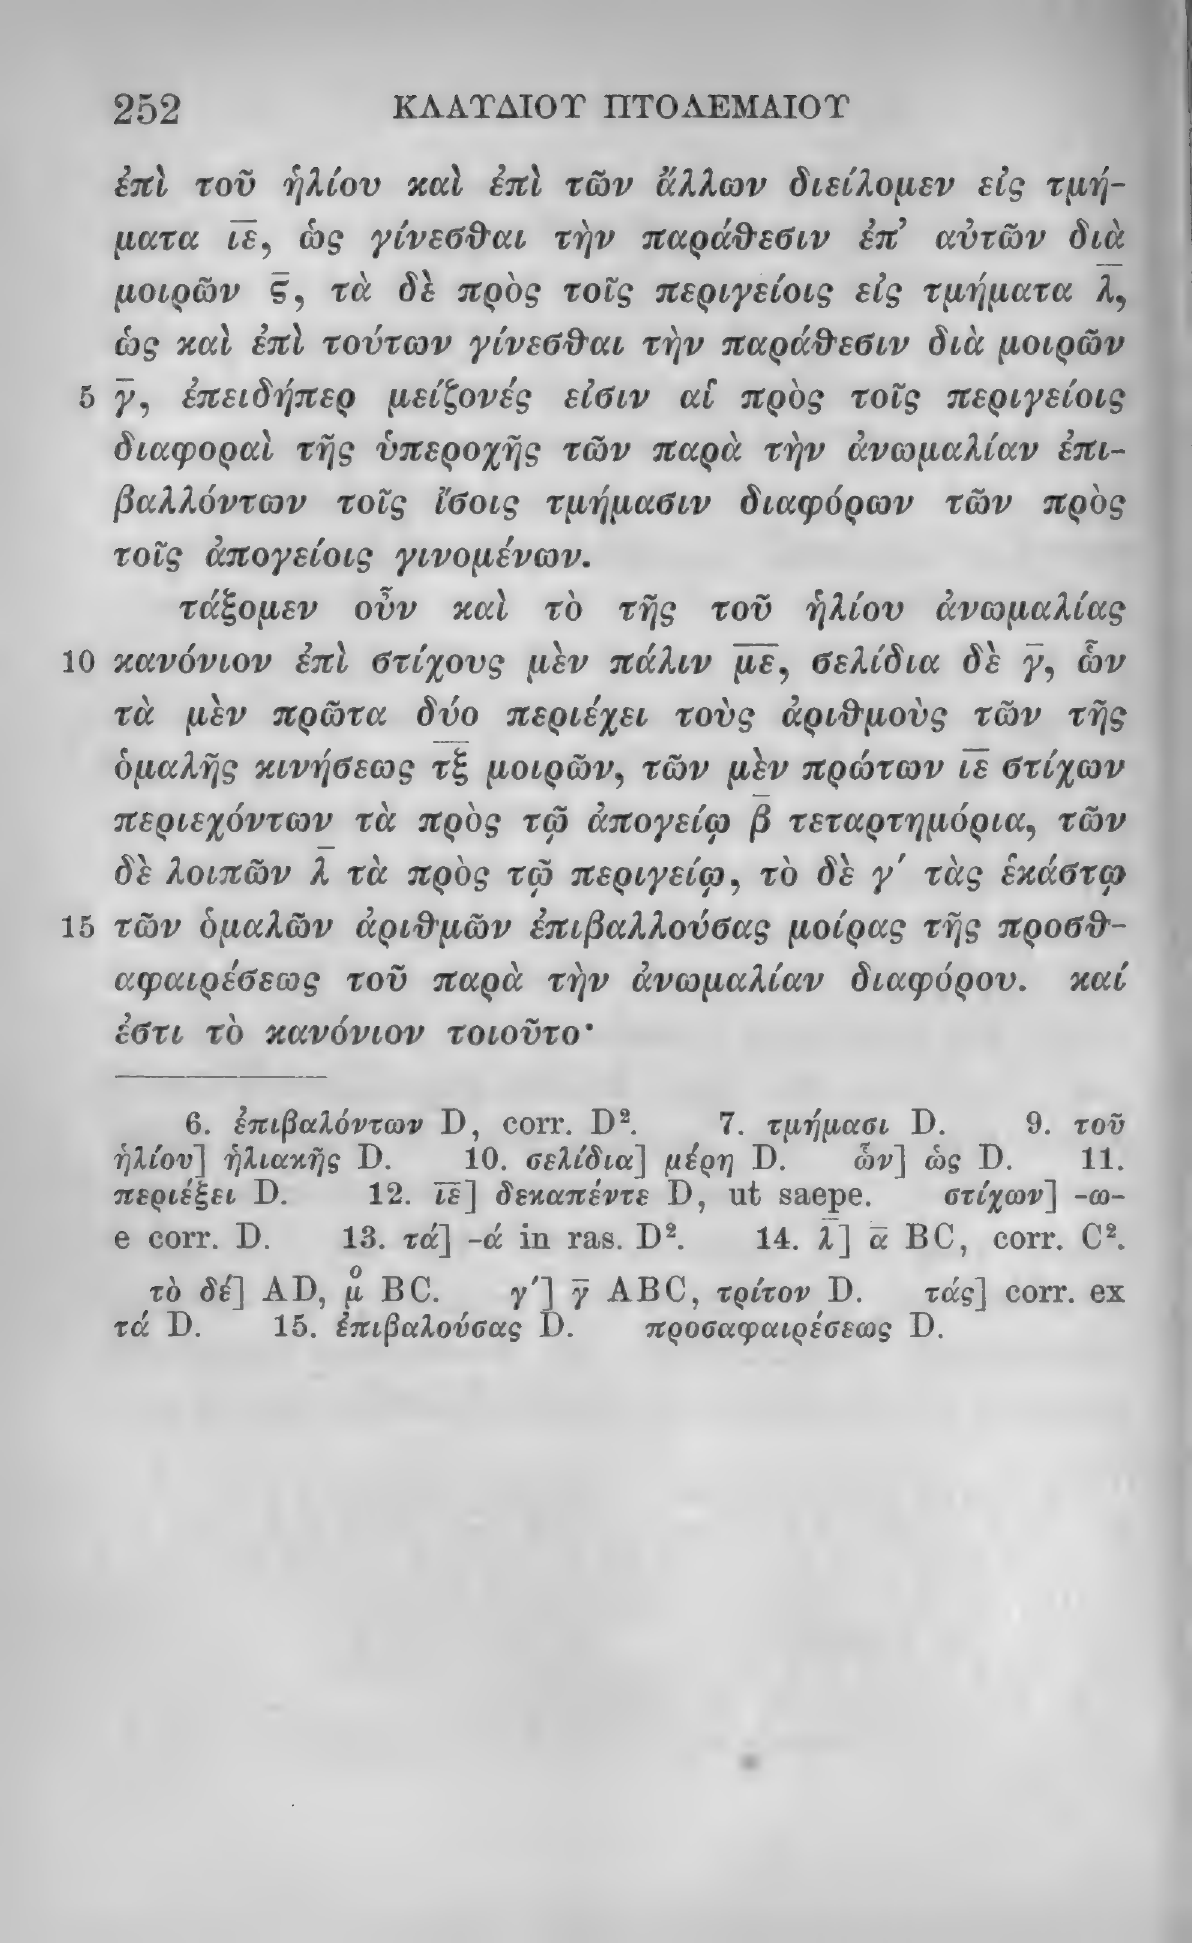 252 ΚΛΑΥΔΙΟΥ ΠΤΟΛΕΜΑΙΟΥ
ἐπὶ τοῦ ἡλίου καὶ ἐπὶ τῶν ἄλλων διείλομεν εἰς τμή-
ματα ι̅ε̅, ὡς γίνεσθαι τὴν παράθεσιν ἐπ’ αὐτῶν διὰ
μοιρῶν ϛ̅, τὰ δὲ πρὸς τοῖς περιγείοις εἰς τμήματα λ̅,
ὡς καὶ ἐπὶ τούτων γίνεσθαι τὴν παράθεσιν διὰ μοιρῶν
5 γ̅, ἐπειδήπερ μείζονές εἰσιν αἱ πρὸς τοῖς περιγείοις
διαφοραὶ τῆς ὑπεροχῆς τῶν παρὰ τὴν ἀνωμαλίαν ἐπι-
βαλλόντων τοῖς ἴσοις τμήμασιν διαφόρων τῶν πρὸς
τοῖς ἀπογείοις γινομένων.
τάξομεν οὖν καὶ τὸ τῆς τοῦ ἡλίου ἀνωμαλίας
10 κανόνιον ἐπὶ στίχους μὲν πάλιν μ̅ε̅, σελίδια δὲ γ̅, ὧν
τὰ μὲν πρῶτα δύο περιέχει τοὺς ἀριθμοὺς τῶν τῆς
ὁμαλῆς κινήσεως τ̅ξ̅ μοιρῶν, τῶν μὲν πρώτων ι̅ε̅ στίχων
περιεχόντων τὰ πρὸς τῷ ἀπογείῳ β̅ τεταρτημόρια, τῶν
δὲ λοιπῶν λ̅ τὰ πρὸς τῷ περιγείῳ, τὸ δὲ γ′ τὰς ἑκάστῳ
15 τῶν ὁμαλῶν ἀριθμῶν ἐπιβαλλούσας μοίρας τῆς προσθ-
αφαιρέσεως τοῦ παρὰ τὴν ἀνωμαλίαν διαφόρου. καί
ἐστι τὸ κανόνιον τοιοῦτο·
6. ἐπιβαλόντων D, corr. D². 7. τμήμασι D. 9. τοῦ
ἡλίου] ἡλιακῆς D. 10. σελίδια] μέρη D. ὧν] ὡς D. 11.
περιέξει D. 12. ι̅ε̅] δεκαπέντε D, ut saepe. στίχων] -ω-
e corr. D. 13. τά] -ά in ras. D². 14. λ̅] α̅ BC, corr. C².
τὸ δέ] AD, μ̊ BC. γ′] γ̅ ABC, τρίτον D. τάς] corr. ex
τά D. 15. ἐπιβαλούσας D. προσαφαιρέσεως D.